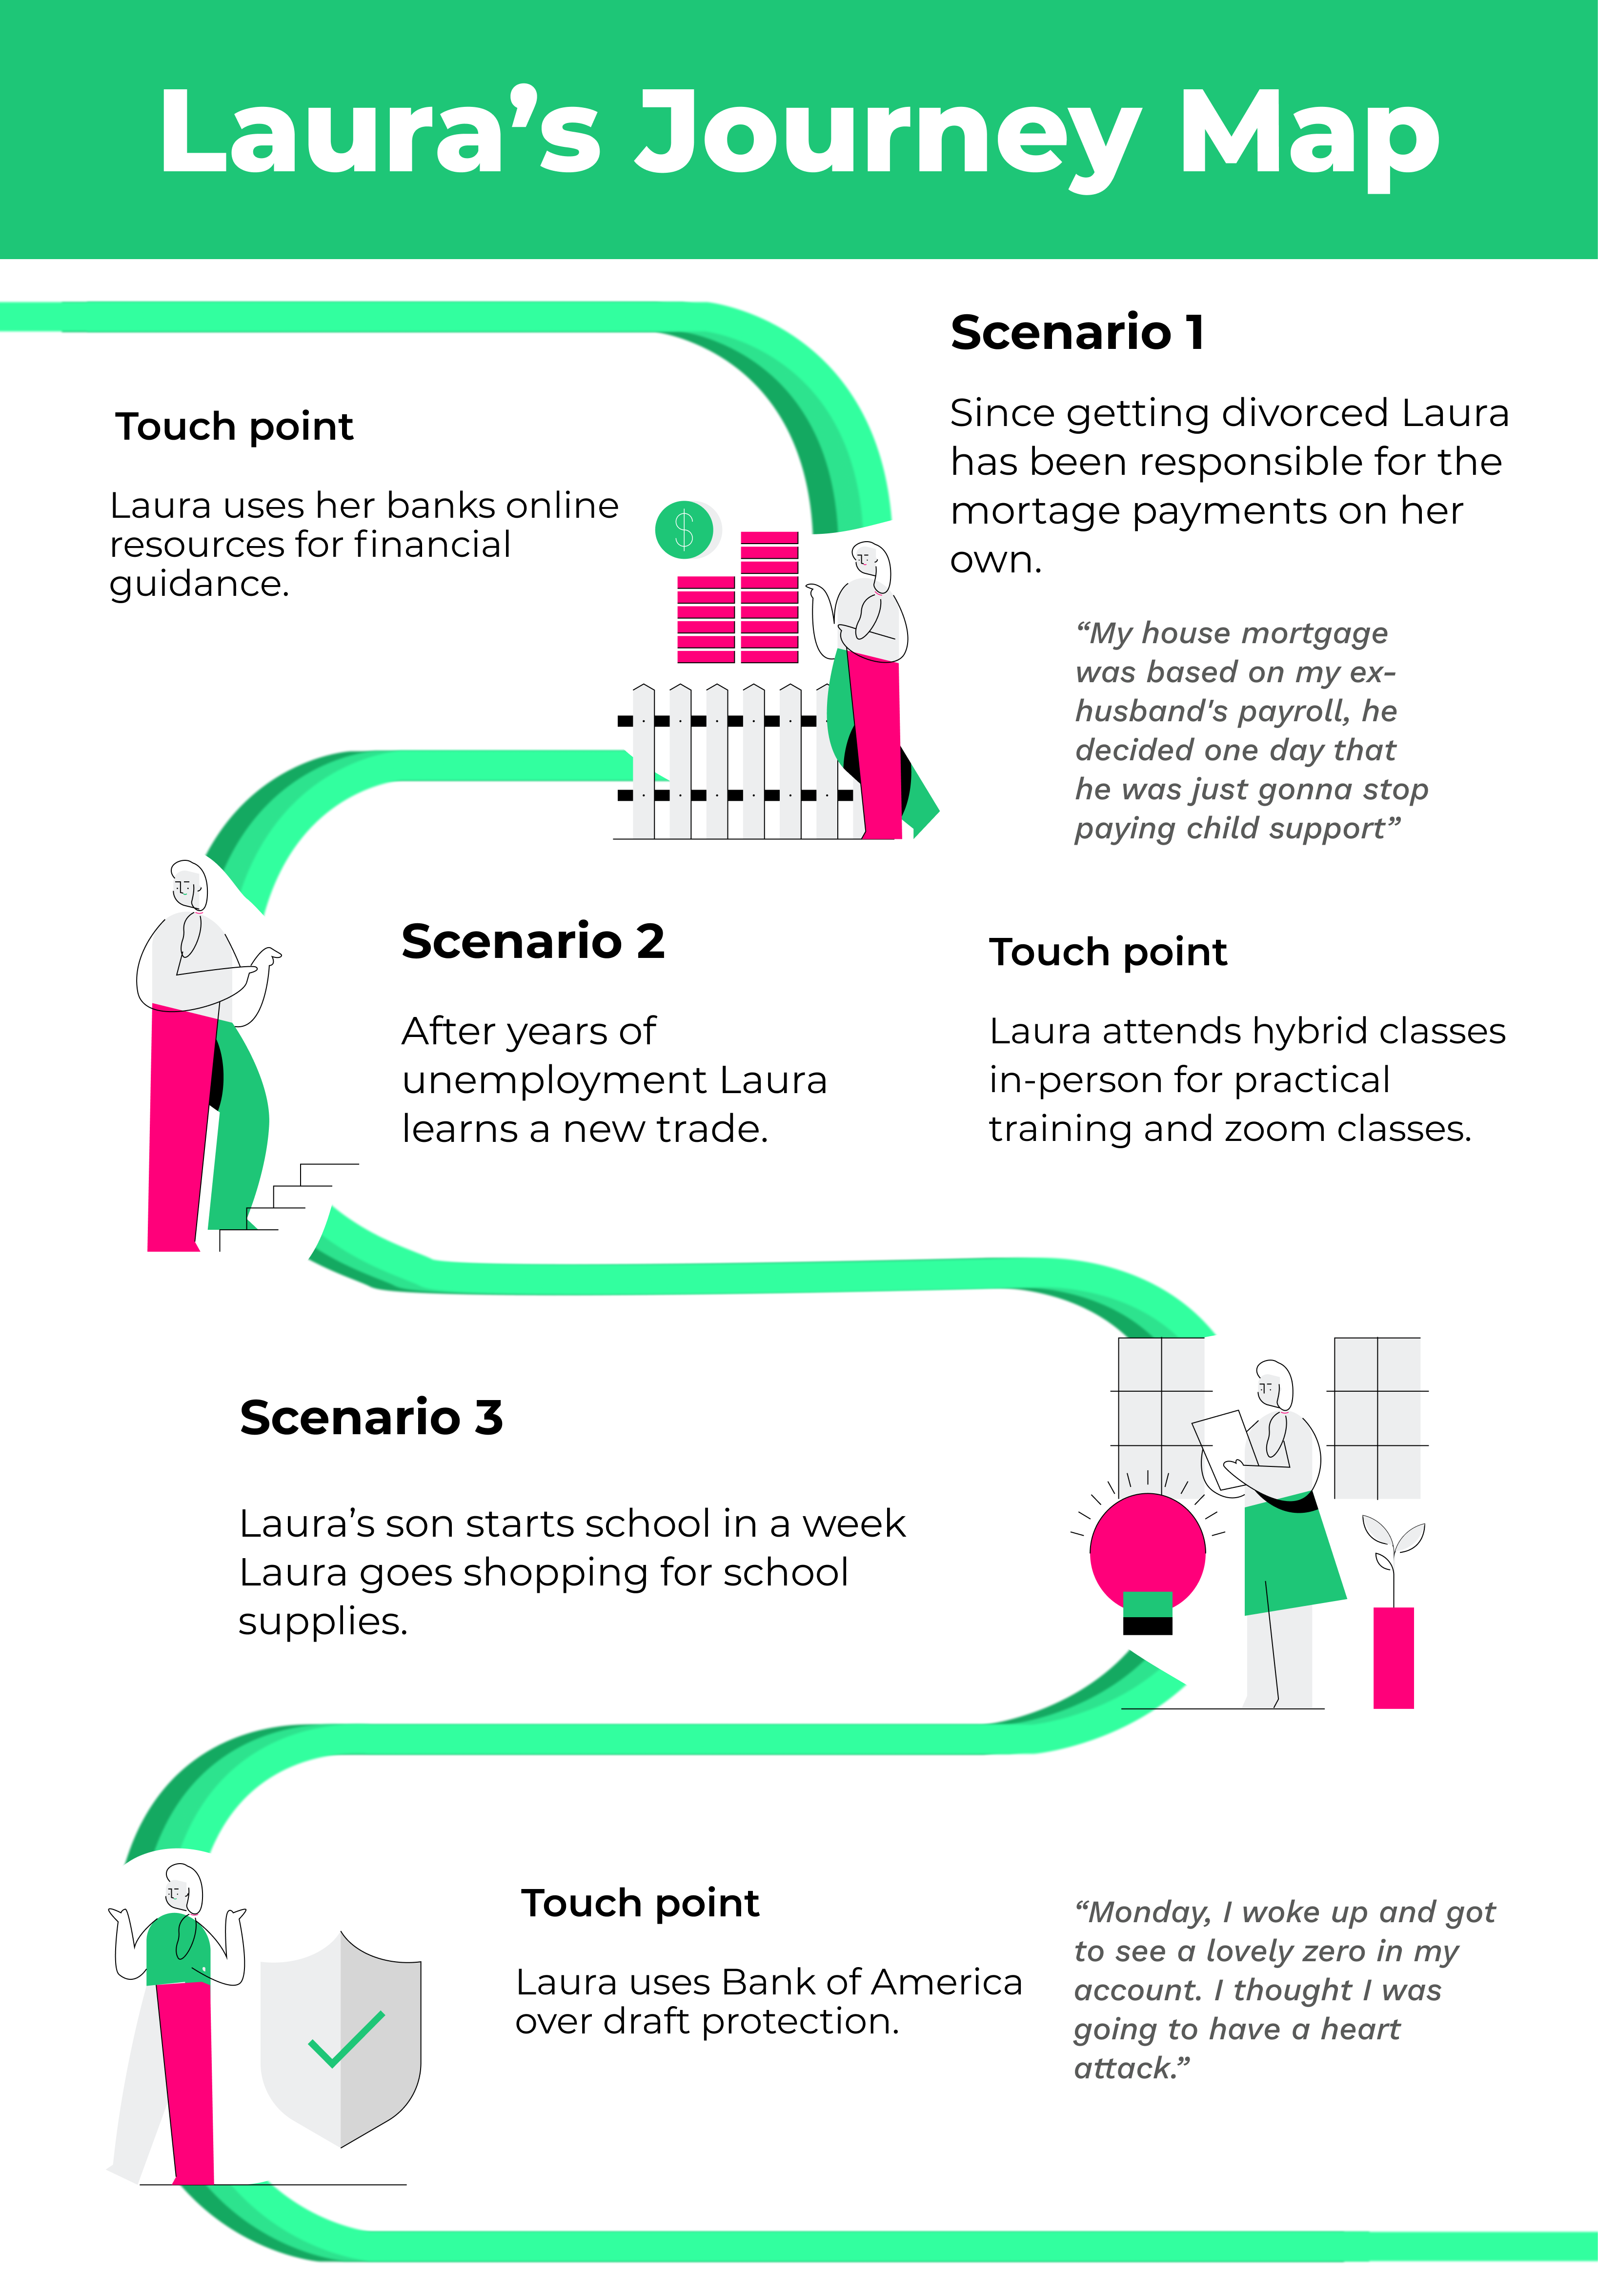 Laura’s Journey Map
Scenario 1
Since getting divorced Laura
has been responsible for the
mortage payments on her
own.
Touch point
Laura uses her banks online
resources for financial
guidance.
$
“My house mortgage
was based on my ex-
husband's payroll, he
decided one day that
he was just gonna stop
paying child support”
Scenario 2
After years of
unemployment Laura
learns a new trade.
Touch point
Laura attends hybrid classes
in-person for practical
training and zoom classes.
Scenario 3
Laura’s son starts school in a week
Laura goes shopping for school
supplies.
Touch point
Laura uses Bank of America
over draft protection.
“Monday, I woke up and got
to see a lovely zero in my
account. I thought I was
going to have a heart
attack.”